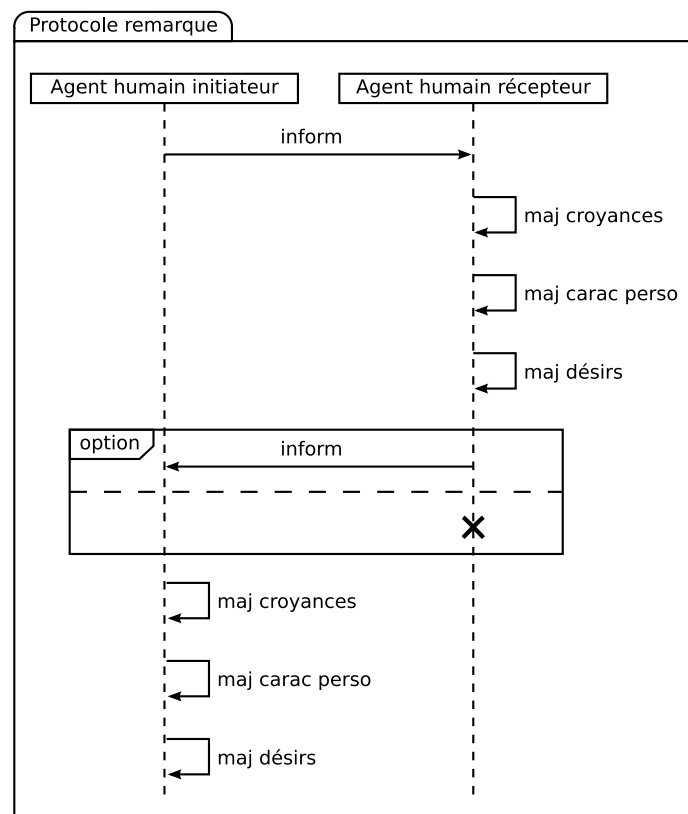 Protocole remarque
Agent humain initiateur
Agent humain récepteur
inform
maj croyances
maj carac perso
maj désirs
option
inform
maj croyances
maj carac perso
maj désirs